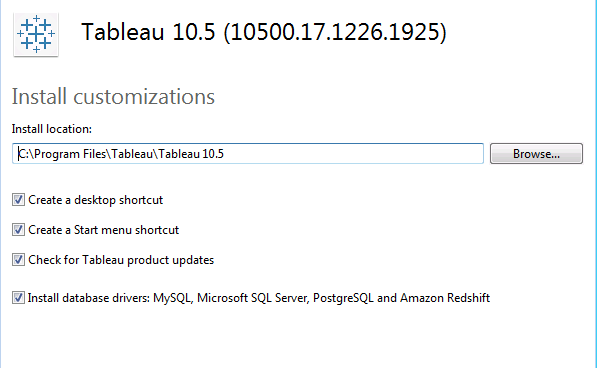 Tableau 10.5 (10500.17.1226.1925)
Install customizations
Install location:
C:\Program Files\Tableau\Tableau 10.5
Browse...
Create a desktop shortcut
Create a Start menu shortcut
Check for Tableau product updates
Install database drivers: MySQL, Microsoft SQL Server, PostgreSQL and Amazon Redshift